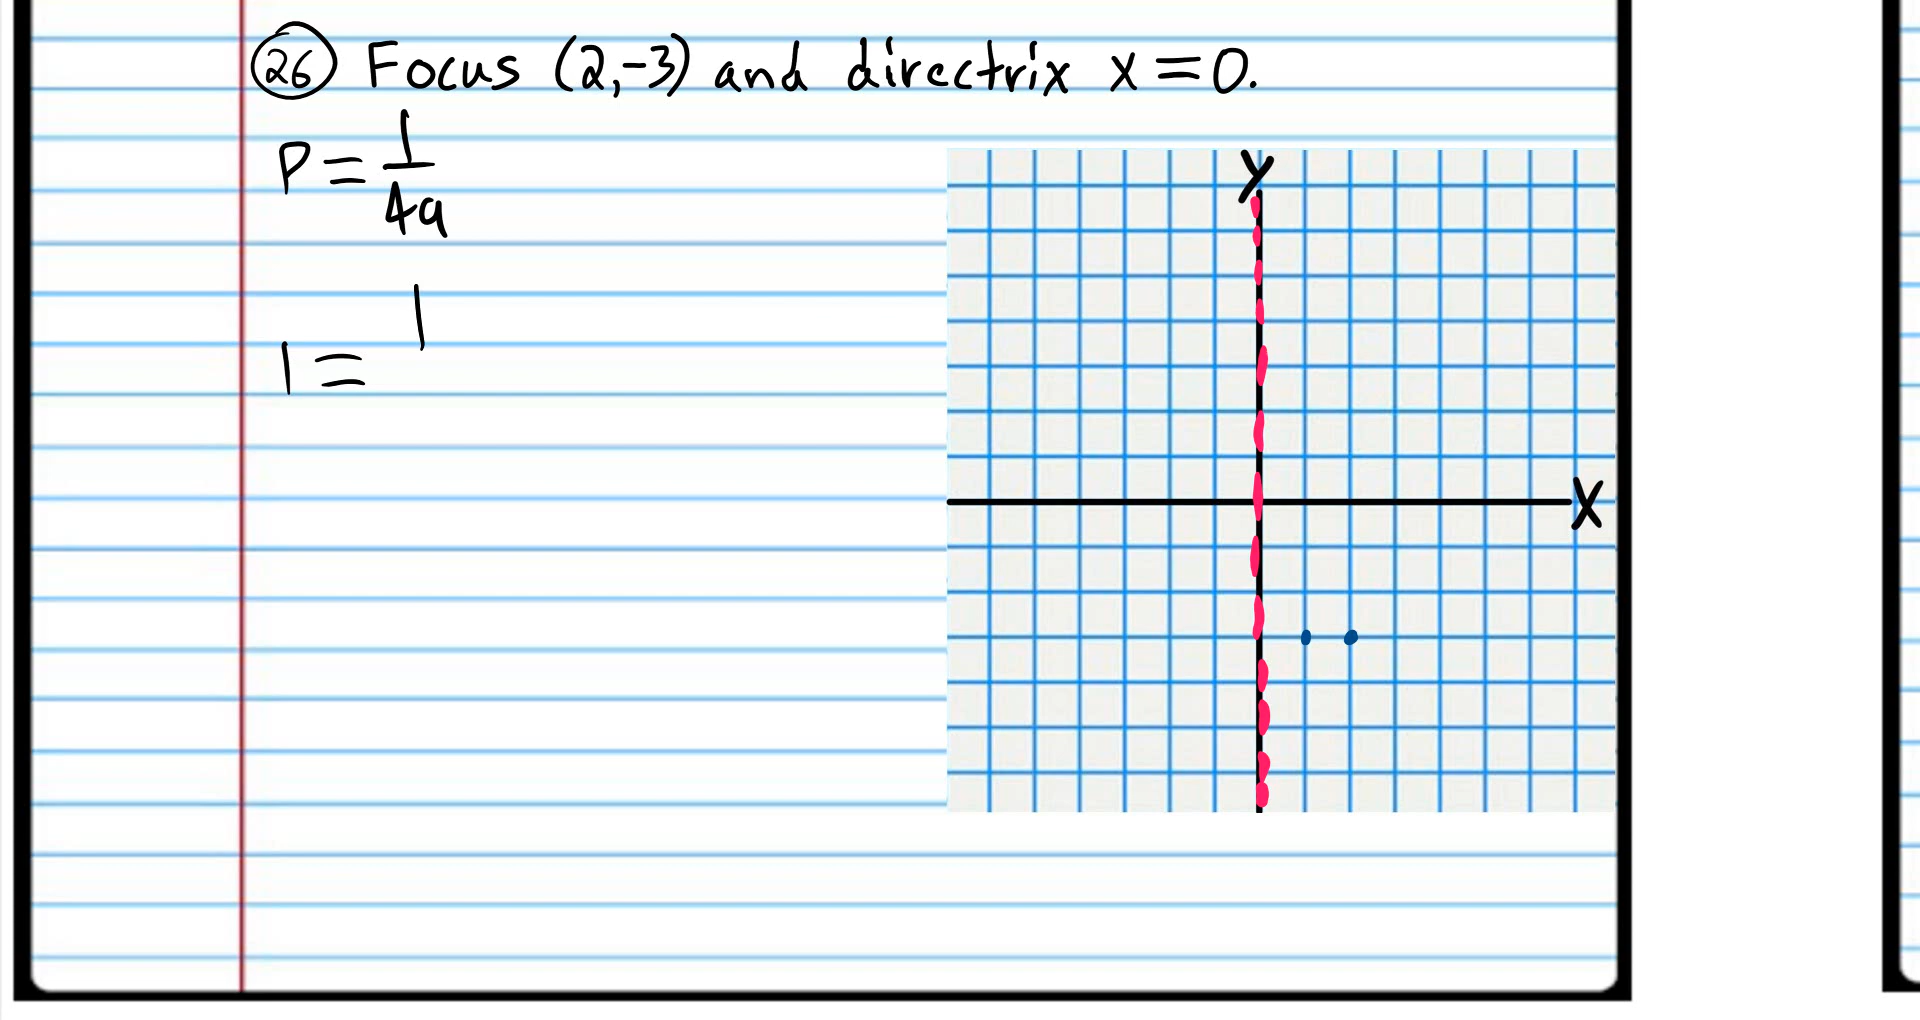 26 Focus (2,-3) and directrix x = 0.
P = 1/4a
1 = 1
y
x